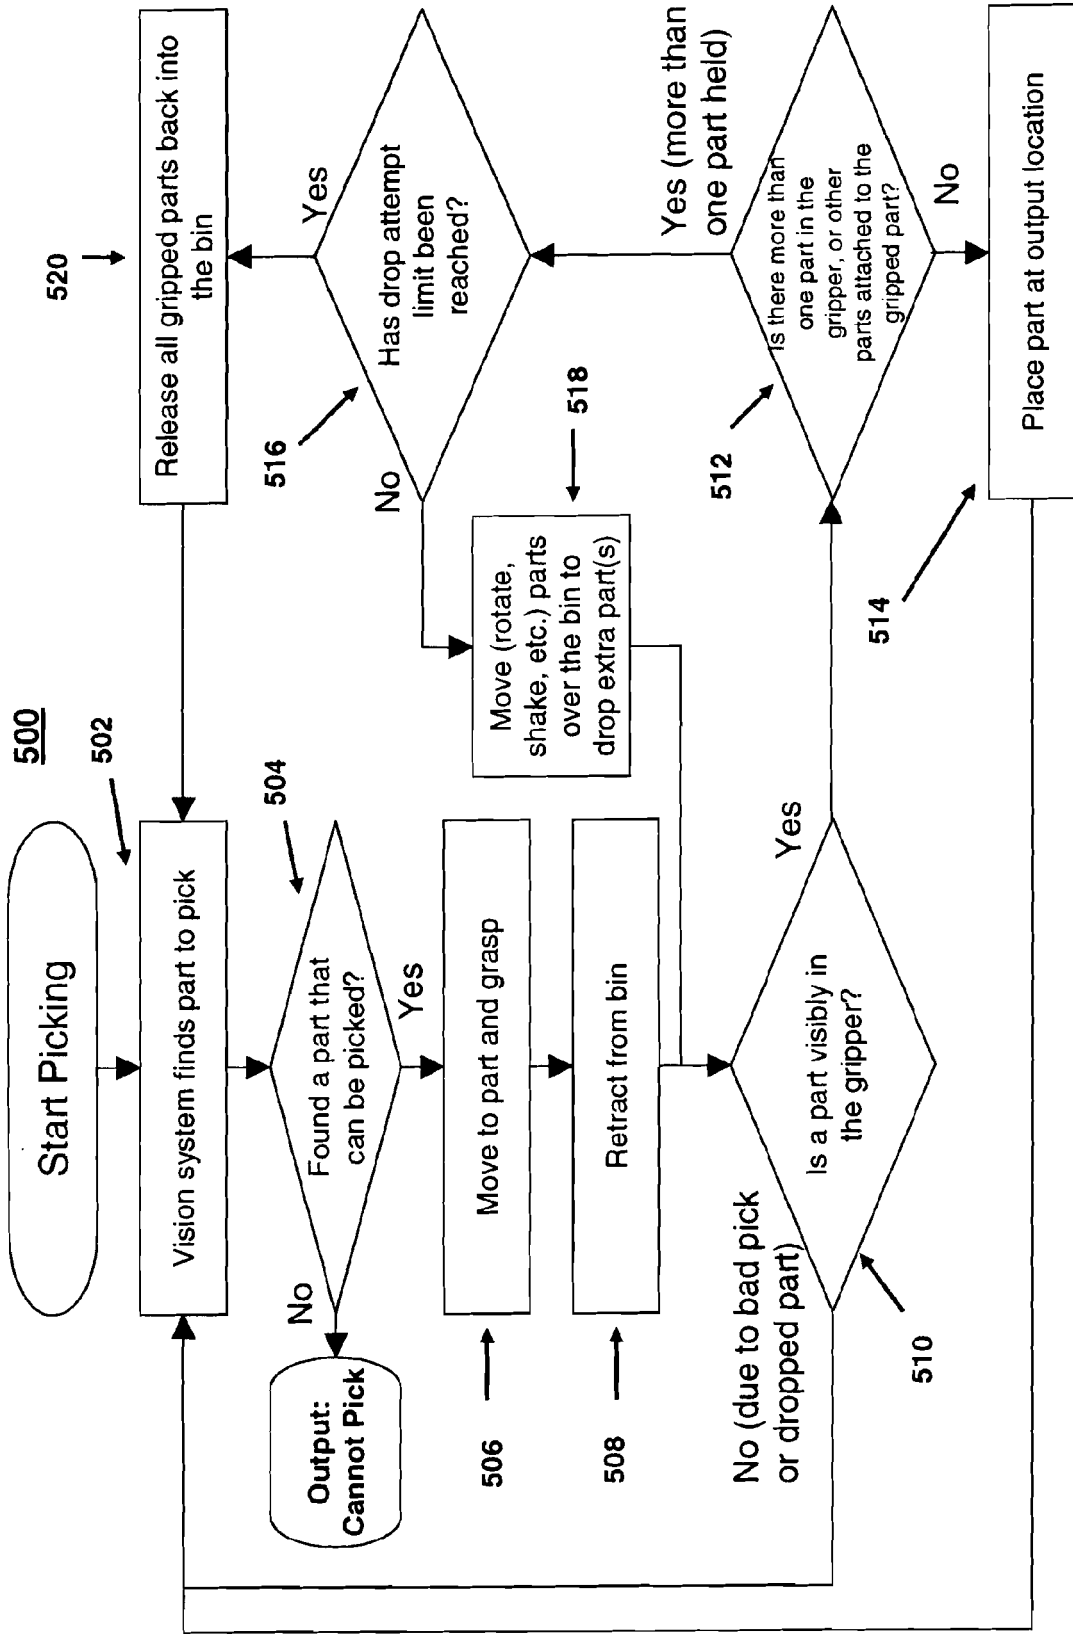 500
Start Picking
502
Vision system finds part to pick
504
Found a part that
can be picked?
No
Yes
Output:
Cannot Pick
506
Move to part and grasp
508
Retract from bin
510
Is a part visibly in
the gripper?
No (due to bad pick
or dropped part)
Yes
512
Is there more than
one part in the
gripper, or other
parts attached to the
gripped part?
Yes (more than
one part held)
No
514
Place part at output location
516
Has drop attempt
limit been
reached?
No
Yes
518
Move (rotate,
shake, etc.) parts
over the bin to
drop extra part(s)
520
Release all gripped parts back into
the bin